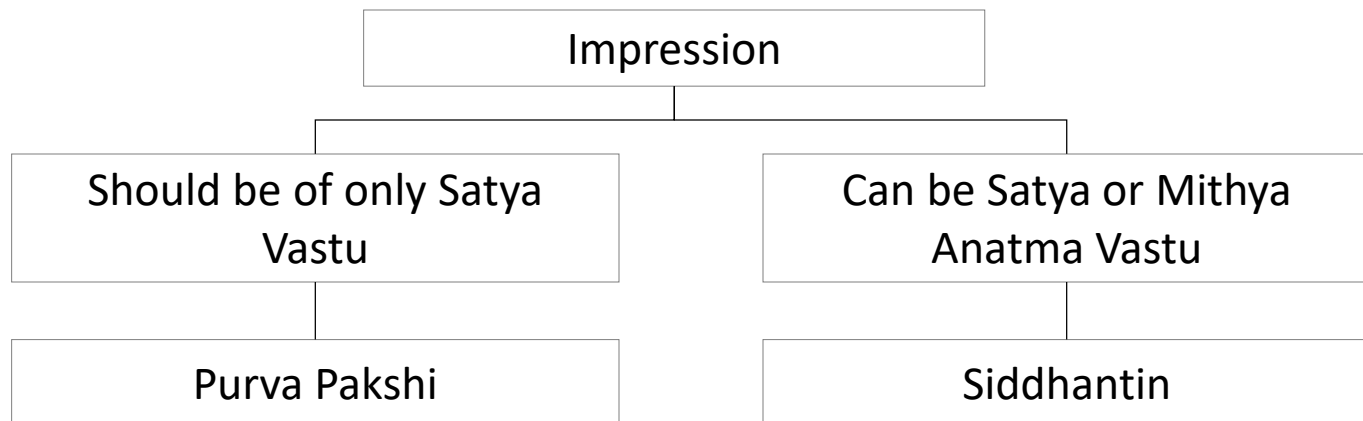 Impression
Should be of only Satya
Vastu
Can be Satya or Mithya
Anatma Vastu
Purva Pakshi
Siddhantin